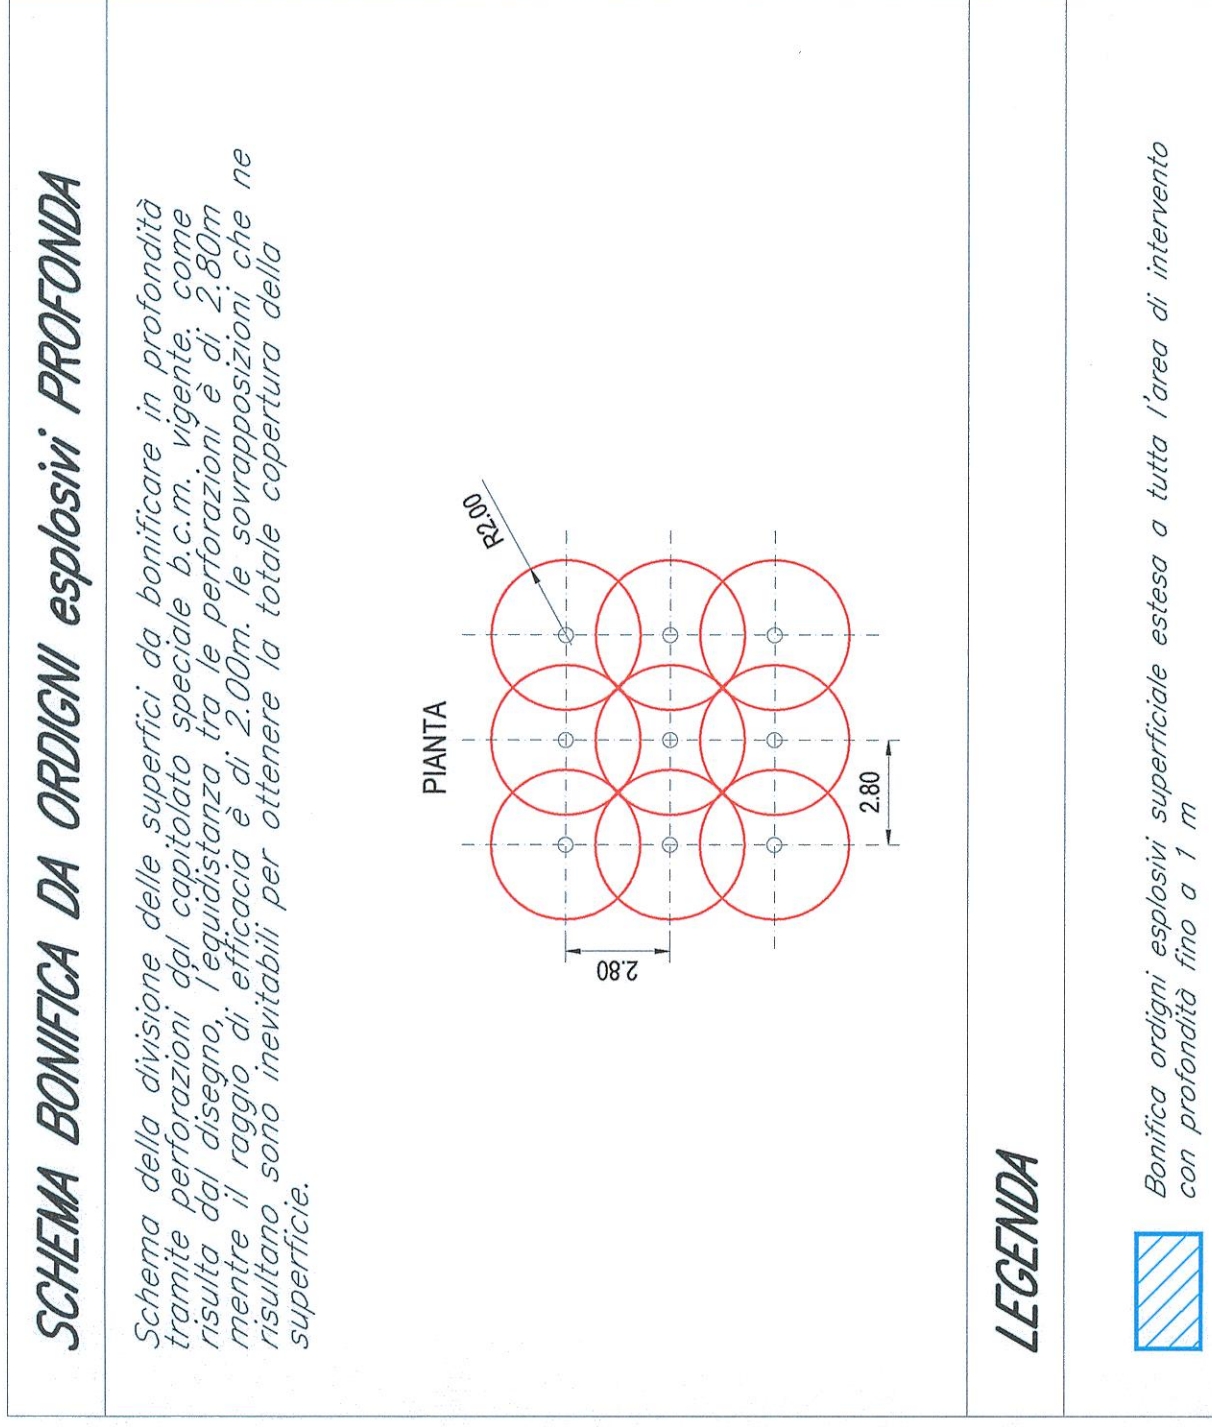 SCHEMA BONIFICA DA ORDIGNI esplosivi PROFONDA
Schema della divisione delle superfici da bonificare in profondità
tramite perforazioni dal capitolato speciale b.c.m. vigente. come
risulta dal disegno, l'equidistanza tra le perforazioni è di 2.80m
mentre il raggio di efficacia è di 2.00m. le sovrapposizioni che ne
risultano sono inevitabili per ottenere la totale copertura della
superficie.
PIANTA
R2.00
2.80
2.80
LEGENDA
Bonifica ordigni esplosivi superficiale estesa a tutta l'area di intervento
con profondità fino a 1 m